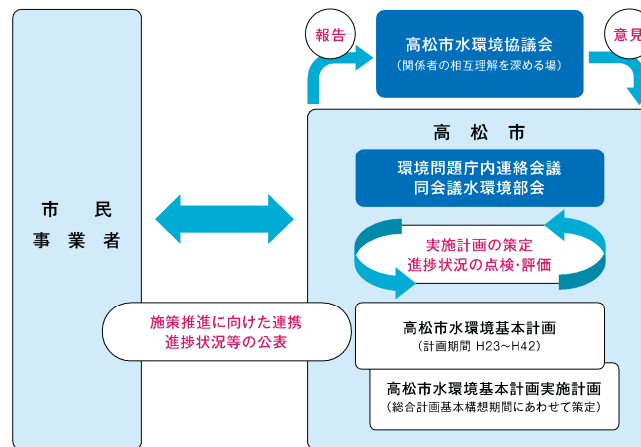 報告
高松市水環境協議会
（関係者の相互理解を深める場）
意見
高松市
環境問題庁内連絡会議
同会議水環境部会
市民
事業者
実施計画の策定
進捗状況の点検・評価
施策推進に向けた連携
進捗状況等の公表
高松市水環境基本計画
（計画期間 H23〜H42）
高松市水環境基本計画実施計画
（総合計画基本構想期間にあわせて策定）